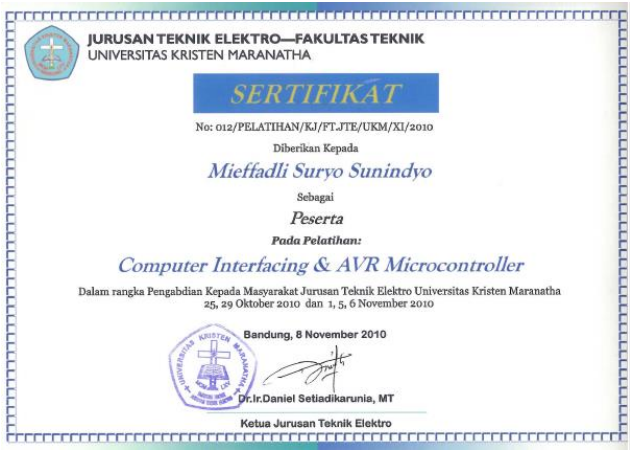 JURUSAN TEKNIK ELEKTRO—FAKULTAS TEKNIK
UNIVERSITAS KRISTEN MARANATHA
SERTIFIKAT
No: 012/PELATIHAN/KJ/FT.JTE/UKM/XI/2010
Diberikan Kepada
Mieffadli Suryo Sunindyo
Sebagai
Peserta
Pada Pelatihan:
Computer Interfacing & AVR Microcontroller
Dalam rangka Pengabdian Kepada Masyarakat Jurusan Teknik Elektro Universitas Kristen Maranatha
25, 29 Oktober 2010 dan 1, 5, 6 November 2010
Bandung, 8 November 2010
UNIVERSITAS KRISTEN MARANATHA
Dr.Ir.Daniel Setiadikarunia, MT
Ketua Jurusan Teknik Elektro